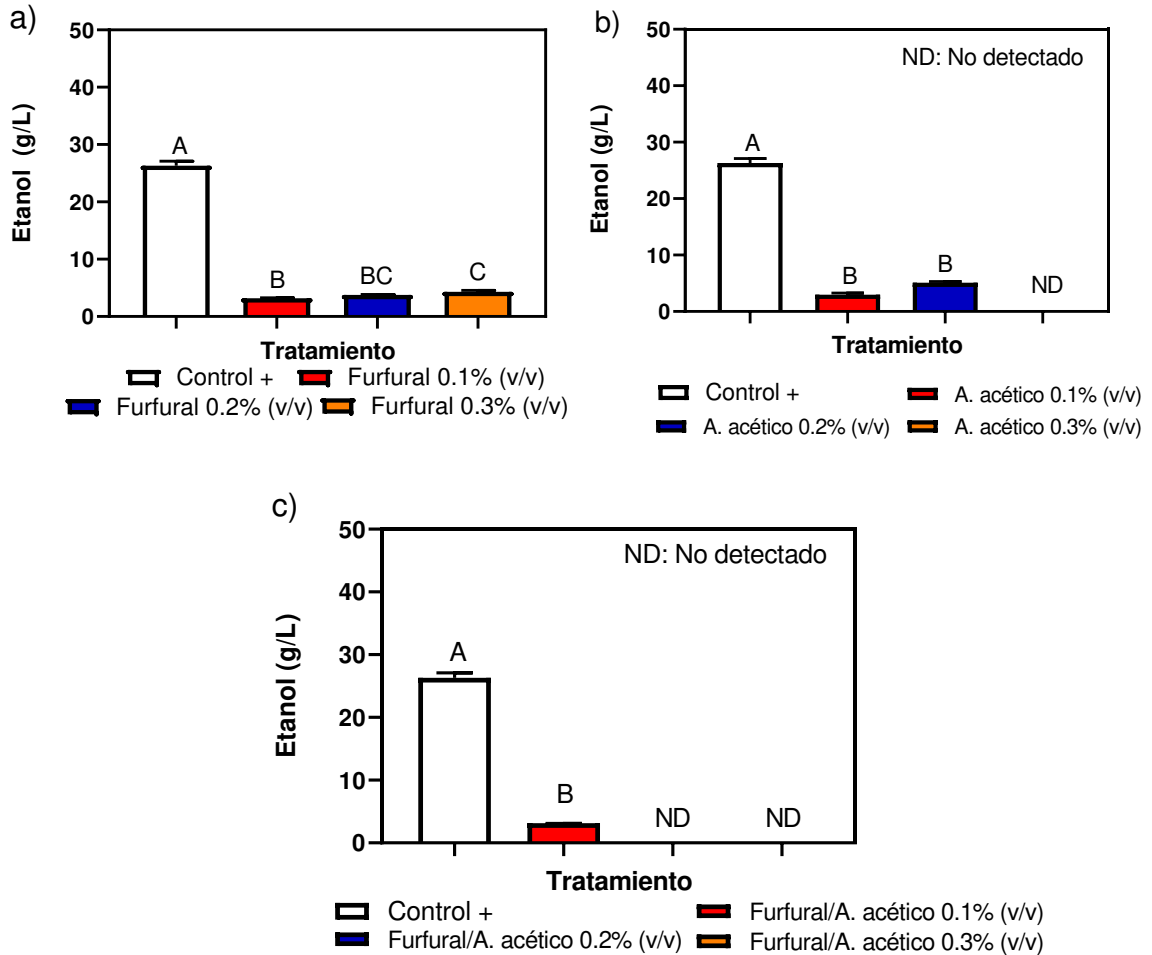 a)
50
40
30
20
10
0
Etanol (g/L)
A
B
BC
C
Tratamiento
Control +
Furfural 0.1% (v/v)
Furfural 0.2% (v/v)
Furfural 0.3% (v/v)
b)
50
40
30
20
10
0
Etanol (g/L)
ND: No detectado
A
B
B
ND
Tratamiento
Control +
A. acético 0.1% (v/v)
A. acético 0.2% (v/v)
A. acético 0.3% (v/v)
c)
50
40
30
20
10
0
Etanol (g/L)
ND: No detectado
A
B
ND
ND
Tratamiento
Control +
Furfural/A. acético 0.1% (v/v)
Furfural/A. acético 0.2% (v/v)
Furfural/A. acético 0.3% (v/v)